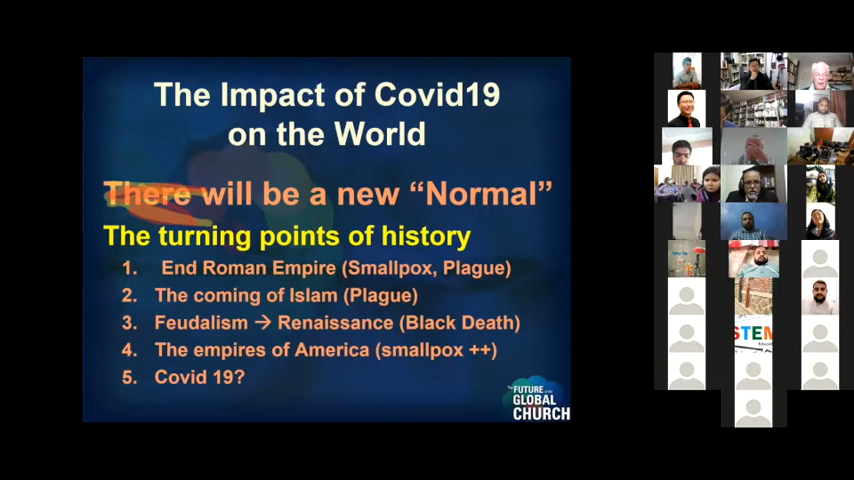 The Impact of Covid19
on the World
There will be a new “Normal”
The turning points of history
1. End Roman Empire (Smallpox, Plague)
2. The coming of Islam (Plague)
3. Feudalism → Renaissance (Black Death)
4. The empires of America (smallpox ++)
5. Covid 19?
THE FUTURE of the
GLOBAL
CHURCH
STEM